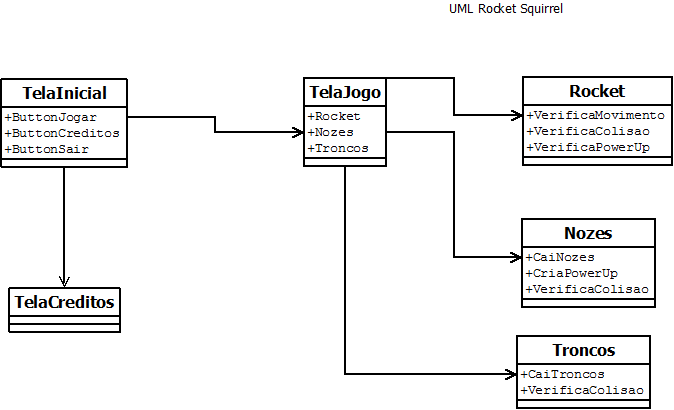 UML Rocket Squirrel
TelaInicial
+ButtonJogar
+ButtonCreditos
+ButtonSair
TelaJogo
+Rocket
+Nozes
+Troncos
Rocket
+VerificaMovimento
+VerificaColisao
+VerificaPowerUp
Nozes
+CaiNozes
+CriaPowerUp
+VerificaColisao
TelaCreditos
Troncos
+CaiTroncos
+VerificaColisao